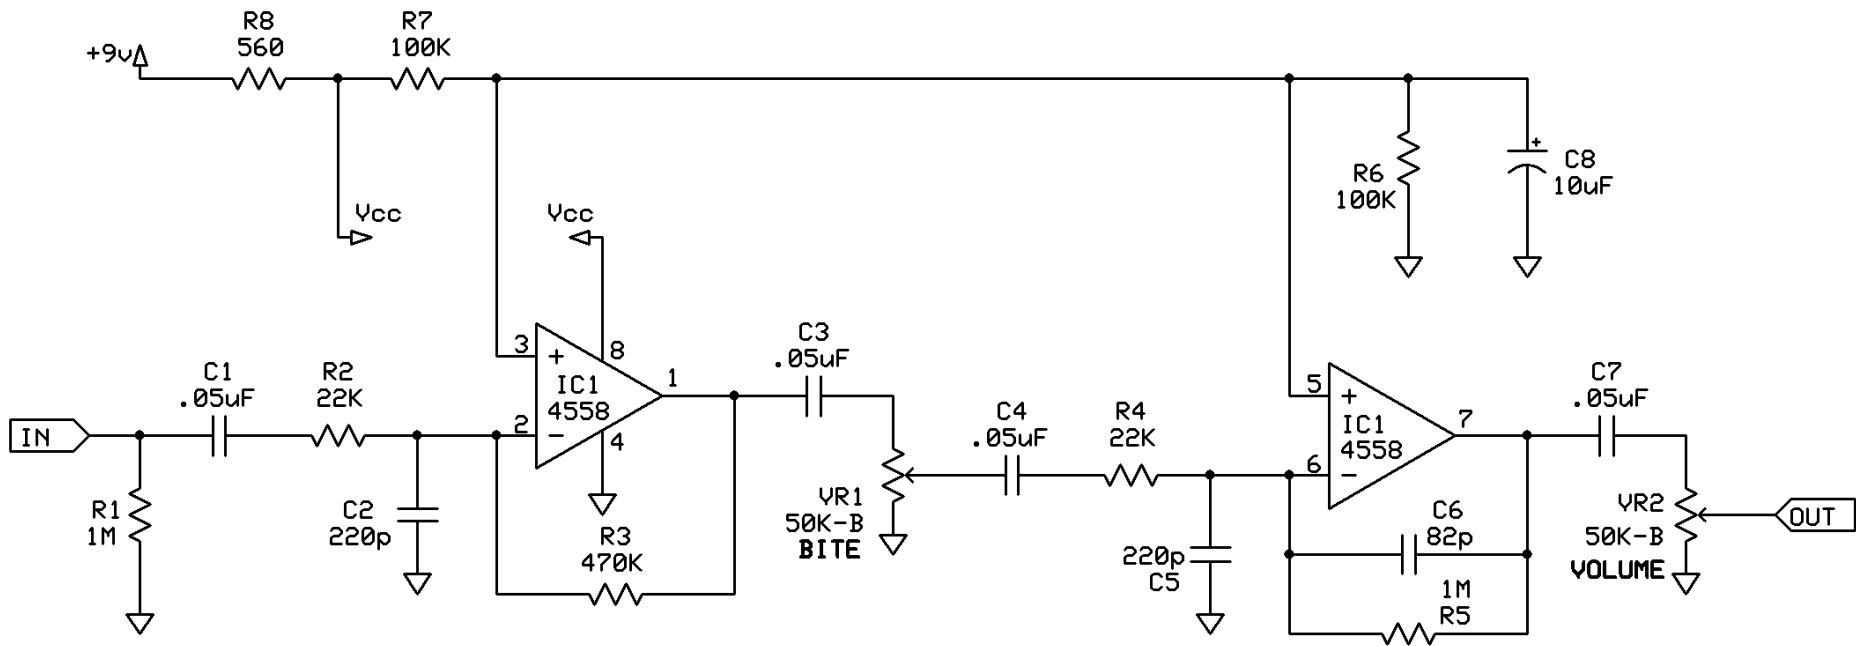 R8
560
R7
100K
+9v
Vcc
Vcc
R6
100K
+
C8
10uF
3
+
8
IC1
4558
1
2
-
4
C3
.05uF
C1
.05uF
R2
22K
IN
R1
1M
C2
220p
R3
470K
VR1
50K-B
BITE
C4
.05uF
R4
22K
5
+
IC1
4558
7
6
-
C7
.05uF
220p
C5
C6
82p
1M
R5
VR2
50K-B
VOLUME
OUT